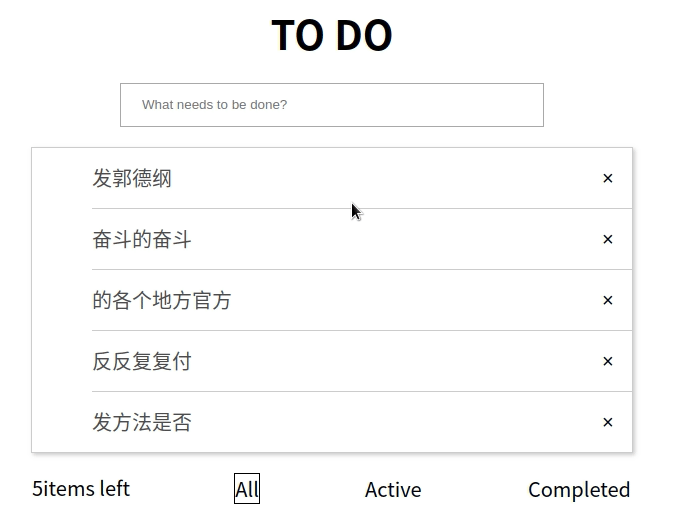 TO DO
What needs to be done?
发郭德纲 ×
奋斗的奋斗 ×
的各个地方官方 ×
反反复复付 ×
发方法是否 ×
5items left All Active Completed